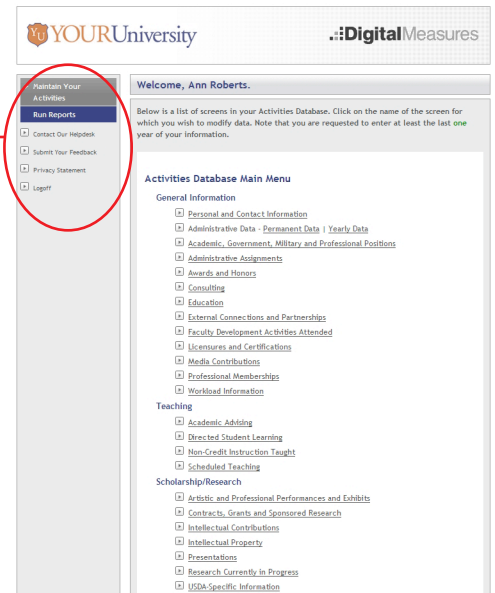 YU YOURUniversity
.:Digital Measures
Maintain Your
Activities
Run Reports
Contact Our Helpdesk
Submit Your Feedback
Privacy Statement
Logoff
Welcome, Ann Roberts.
Below is a list of screens in your Activities Database. Click on the name of the screen for
which you wish to modify data. Note that you are requested to enter at least the last one
year of your information.
Activities Database Main Menu
General Information
Personal and Contact Information
Administrative Data - Permanent Data | Yearly Data
Academic, Government, Military and Professional Positions
Administrative Assignments
Awards and Honors
Consulting
Education
External Connections and Partnerships
Faculty Development Activities Attended
Licensures and Certifications
Media Contributions
Professional Memberships
Workload Information
Teaching
Academic Advising
Directed Student Learning
Non-Credit Instruction Taught
Scheduled Teaching
Scholarship/Research
Artistic and Professional Performances and Exhibits
Contracts, Grants and Sponsored Research
Intellectual Contributions
Intellectual Property
Presentations
Research Currently in Progress
USDA-Specific Information